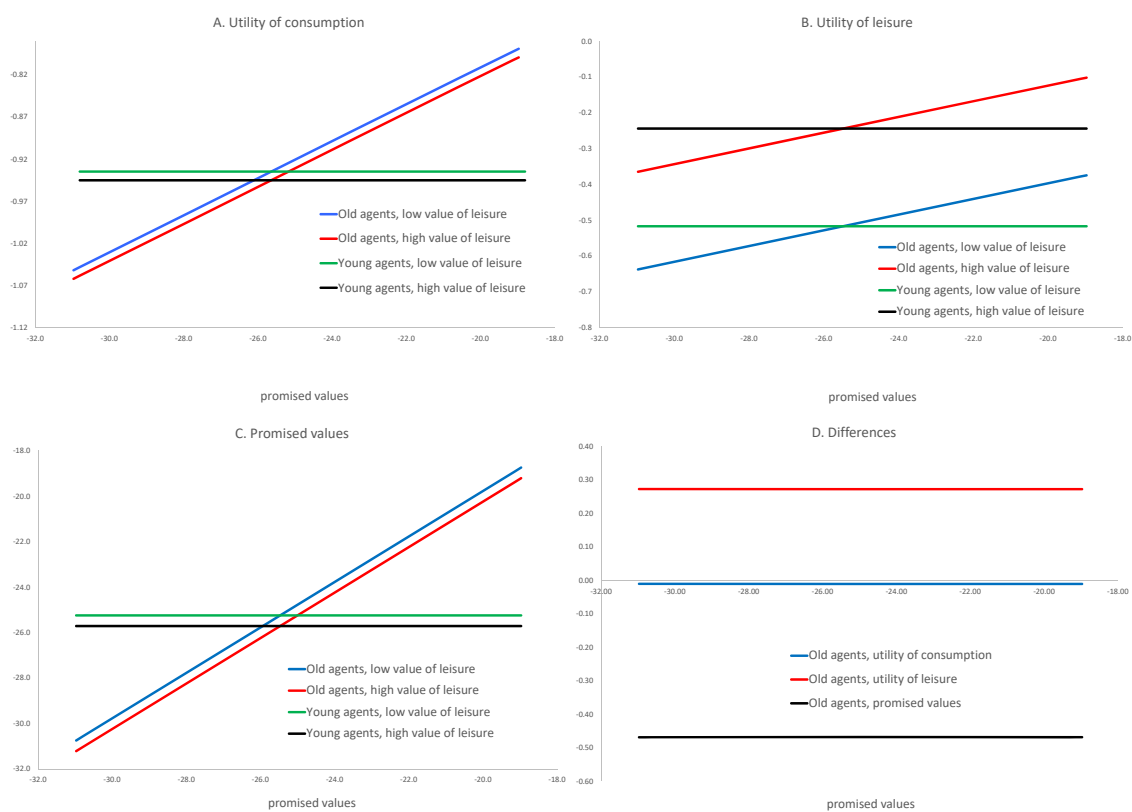 A. Utility of consumption
-0.82
-0.87
-0.92
-0.97
-1.02
-1.07
-1.12
-32.0 -30.0 -28.0 -26.0 -24.0 -22.0 -20.0 -18.0
Old agents, low value of leisure
Old agents, high value of leisure
Young agents, low value of leisure
Young agents, high value of leisure
promised values
B. Utility of leisure
0.0
-0.1
-0.2
-0.3
-0.4
-0.5
-0.6
-0.7
-0.8
-32.0 -30.0 -28.0 -26.0 -24.0 -22.0 -20.0 -18.0
Old agents, low value of leisure
Old agents, high value of leisure
Young agents, low value of leisure
Young agents, high value of leisure
promised values
C. Promised values
-18.0
-20.0
-22.0
-24.0
-26.0
-28.0
-30.0
-32.0
-32.0 -30.0 -28.0 -26.0 -24.0 -22.0 -20.0 -18.0
Old agents, low value of leisure
Old agents, high value of leisure
Young agents, low value of leisure
Young agents, high value of leisure
promised values
D. Differences
0.40
0.30
0.20
0.10
0.00
-32.00 -30.00 -28.00 -26.00 -24.00 -22.00 -20.00 -18.00
-0.10
-0.20
-0.30
-0.40
-0.50
-0.60
Old agents, utility of consumption
Old agents, utility of leisure
Old agents, promised values
promised values